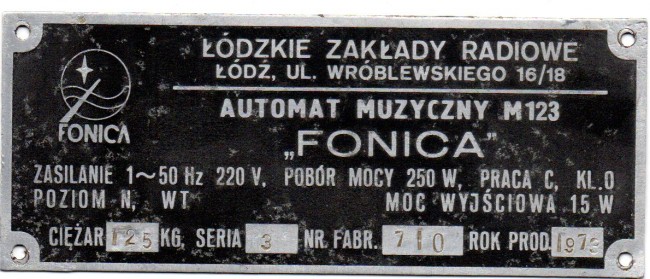 ŁÓDZKIE ZAKŁADY RADIOWE
ŁÓDŹ, UL. WRÓBLEWSKIEGO 16/18
FONICA
AUTOMAT MUZYCZNY M123
„FONICA”
ZASILANIE 1~50 Hz 220 V, POBÓR MOCY 250 W, PRACA C, KL.0
POZIOM N, WT MOC WYJŚCIOWA 15 W
CIĘŻAR 125 KG, SERIA 3 NR. FABR. 710 ROK PROD.